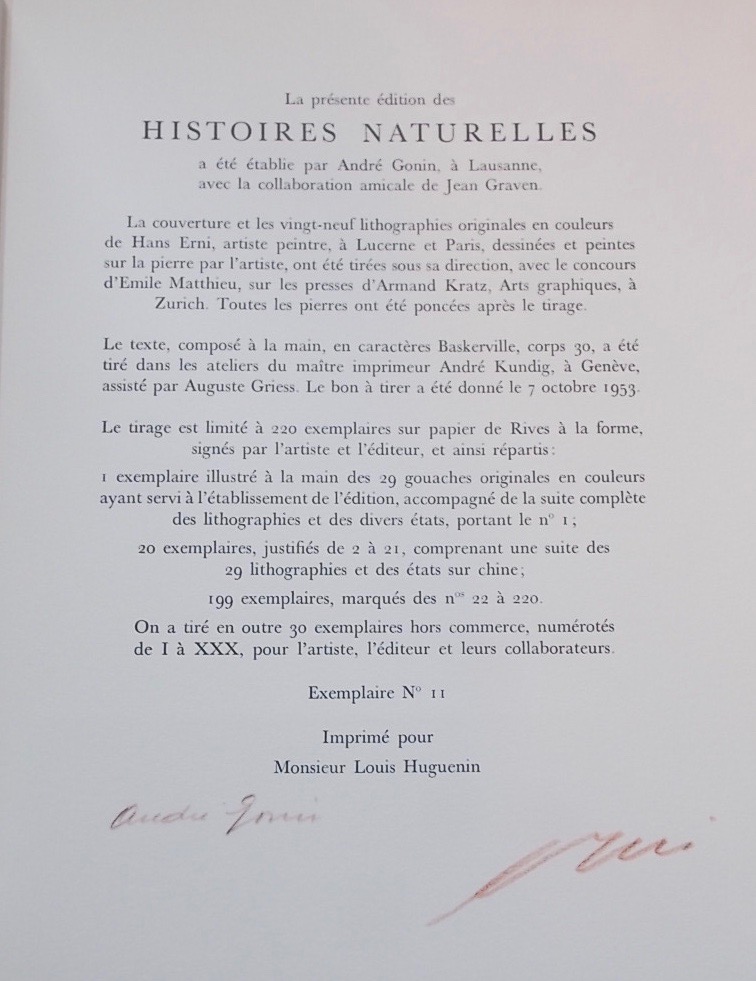 La présente édition des
HISTOIRES NATURELLES
a été établie par André Gonin, à Lausanne,
avec la collaboration amicale de Jean Graven.
La couverture et les vingt-neuf lithographies originales en couleurs
de Hans Erni, artiste peintre, à Lucerne et Paris, dessinées et peintes
sur la pierre par l'artiste, ont été tirées sous sa direction, avec le concours
d'Emile Matthieu, sur les presses d'Armand Kratz, Arts graphiques, à
Zurich. Toutes les pierres ont été poncées après le tirage.
Le texte, composé à la main, en caractères Baskerville, corps 30, a été
tiré dans les ateliers du maître imprimeur André Kundig, à Genève,
assisté par Auguste Griess. Le bon à tirer a été donné le 7 octobre 1953.
Le tirage est limité à 220 exemplaires sur papier de Rives à la forme,
signés par l'artiste et l'éditeur, et ainsi répartis:
1 exemplaire illustré à la main des 29 gouaches originales en couleurs
ayant servi à l'établissement de l'édition, accompagné de la suite complète
des lithographies et des divers états, portant le nº 1;
20 exemplaires, justifiés de 2 à 21, comprenant une suite des
29 lithographies et des états sur chine;
199 exemplaires, marqués des nos 22 à 220.
On a tiré en outre 30 exemplaires hors commerce, numérotés
de I à XXX, pour l'artiste, l'éditeur et leurs collaborateurs.
Exemplaire Nº 11
Imprimé pour
Monsieur Louis Huguenin
André Gonin
Erni